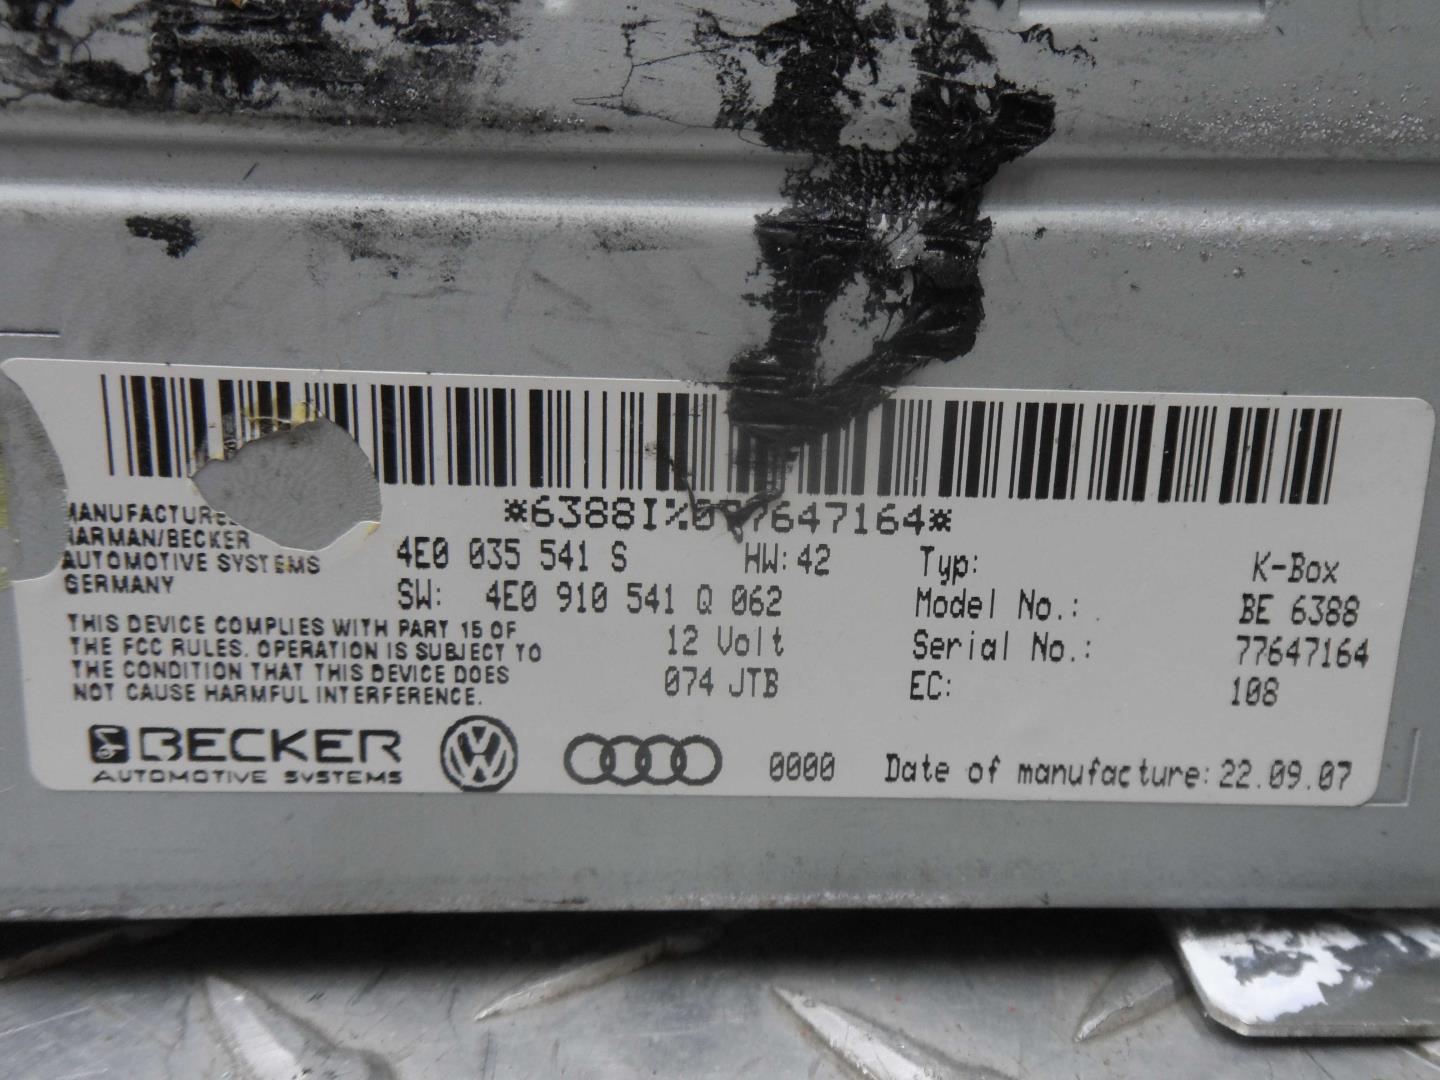 *6388I%077647164*
MANUFACTURED
HARMAN/BECKER
AUTOMOTIVE SYSTEMS
GERMANY
4E0 035 541 S HW: 42
SW: 4E0 910 541 Q 062
12 Volt
074 JTB
Typ: K-Box
Model No.: BE 6388
Serial No.: 77647164
EC: 108
THIS DEVICE COMPLIES WITH PART 15 OF
THE FCC RULES. OPERATION IS SUBJECT TO
THE CONDITION THAT THIS DEVICE DOES
NOT CAUSE HARMFUL INTERFERENCE.
BECKER
AUTOMOTIVE SYSTEMS
0000 Date of manufacture: 22.09.07